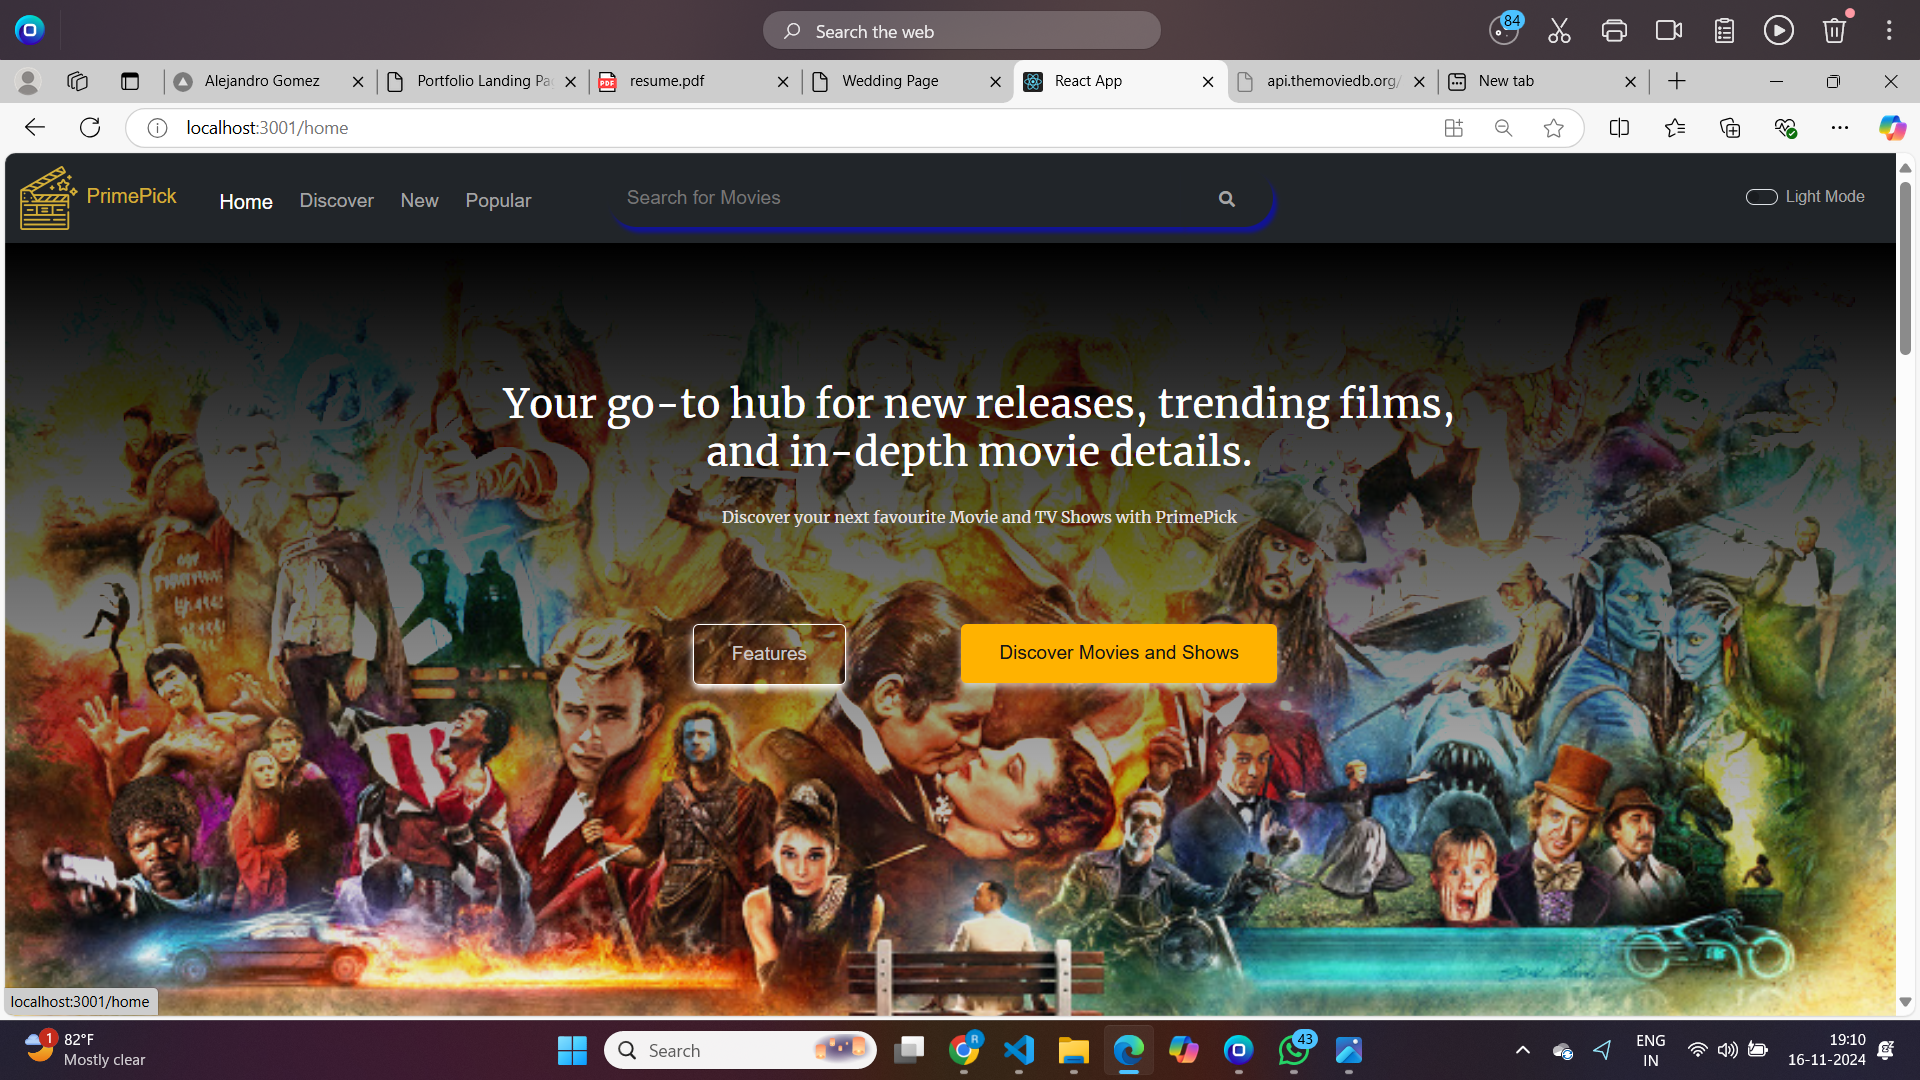 Search the web
84
Alejandro Gomez
Portfolio Landing Pa
resume.pdf
Wedding Page
React App
api.themoviedb.org/
New tab
localhost:3001/home
PrimePick
Home
Discover
New
Popular
Search for Movies
Light Mode
Your go-to hub for new releases, trending films,
and in-depth movie details.
Discover your next favourite Movie and TV Shows with PrimePick
Features
Discover Movies and Shows
localhost:3001/home
1
82°F
Mostly clear
Search
R
43
ENG
IN
19:10
16-11-2024